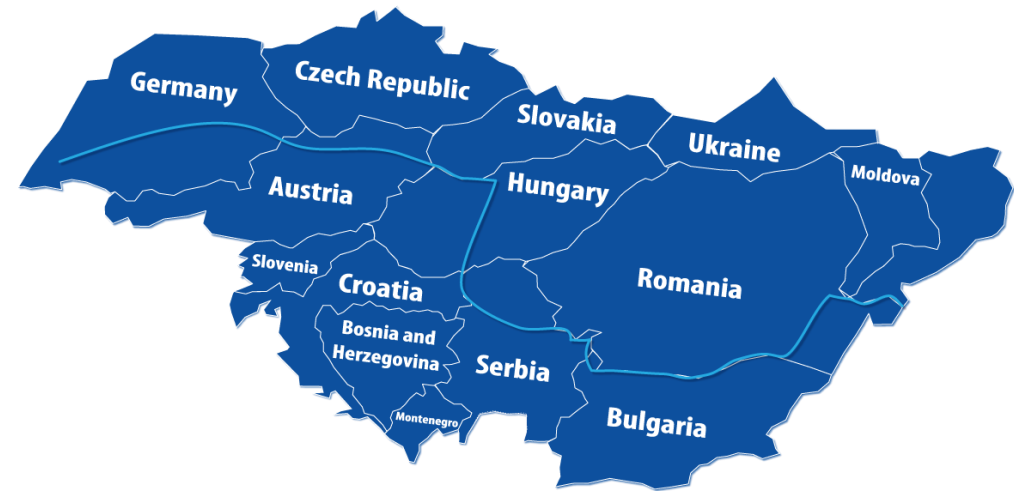 Czech Republic
Germany
Slovakia
Ukraine
Moldova
Hungary
Austria
Slovenia
Romania
Croatia
Bosnia and
Herzegovina
Serbia
Bulgaria
Montenegro